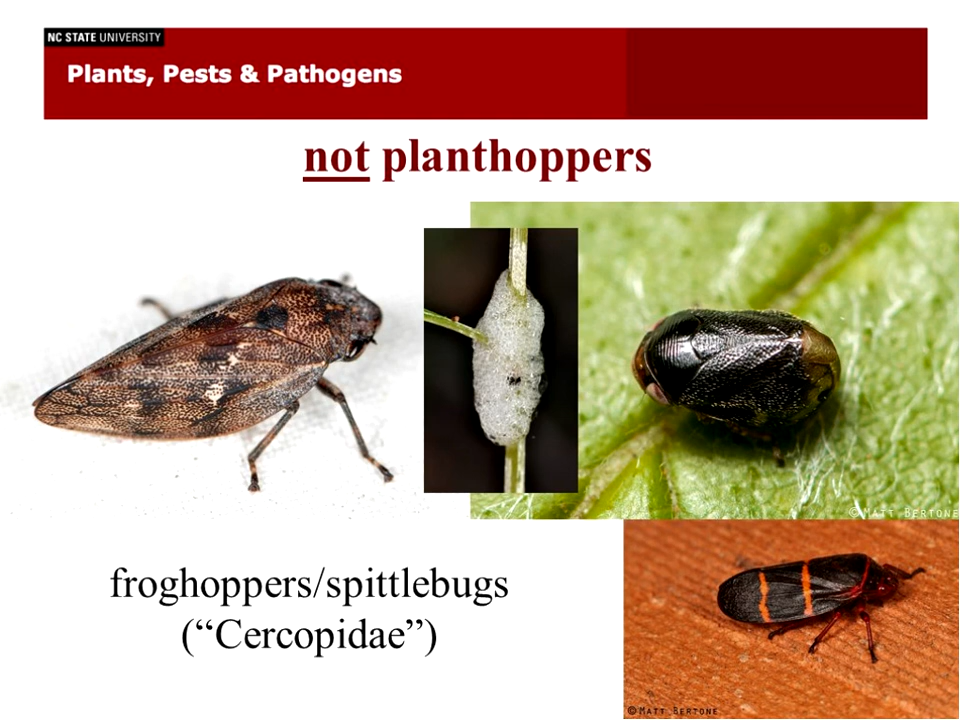 NC STATE UNIVERSITY
Plants, Pests & Pathogens
not planthoppers
© Matt Bertone
froghoppers/spittlebugs
(“Cercopidae”)
© Matt Bertone